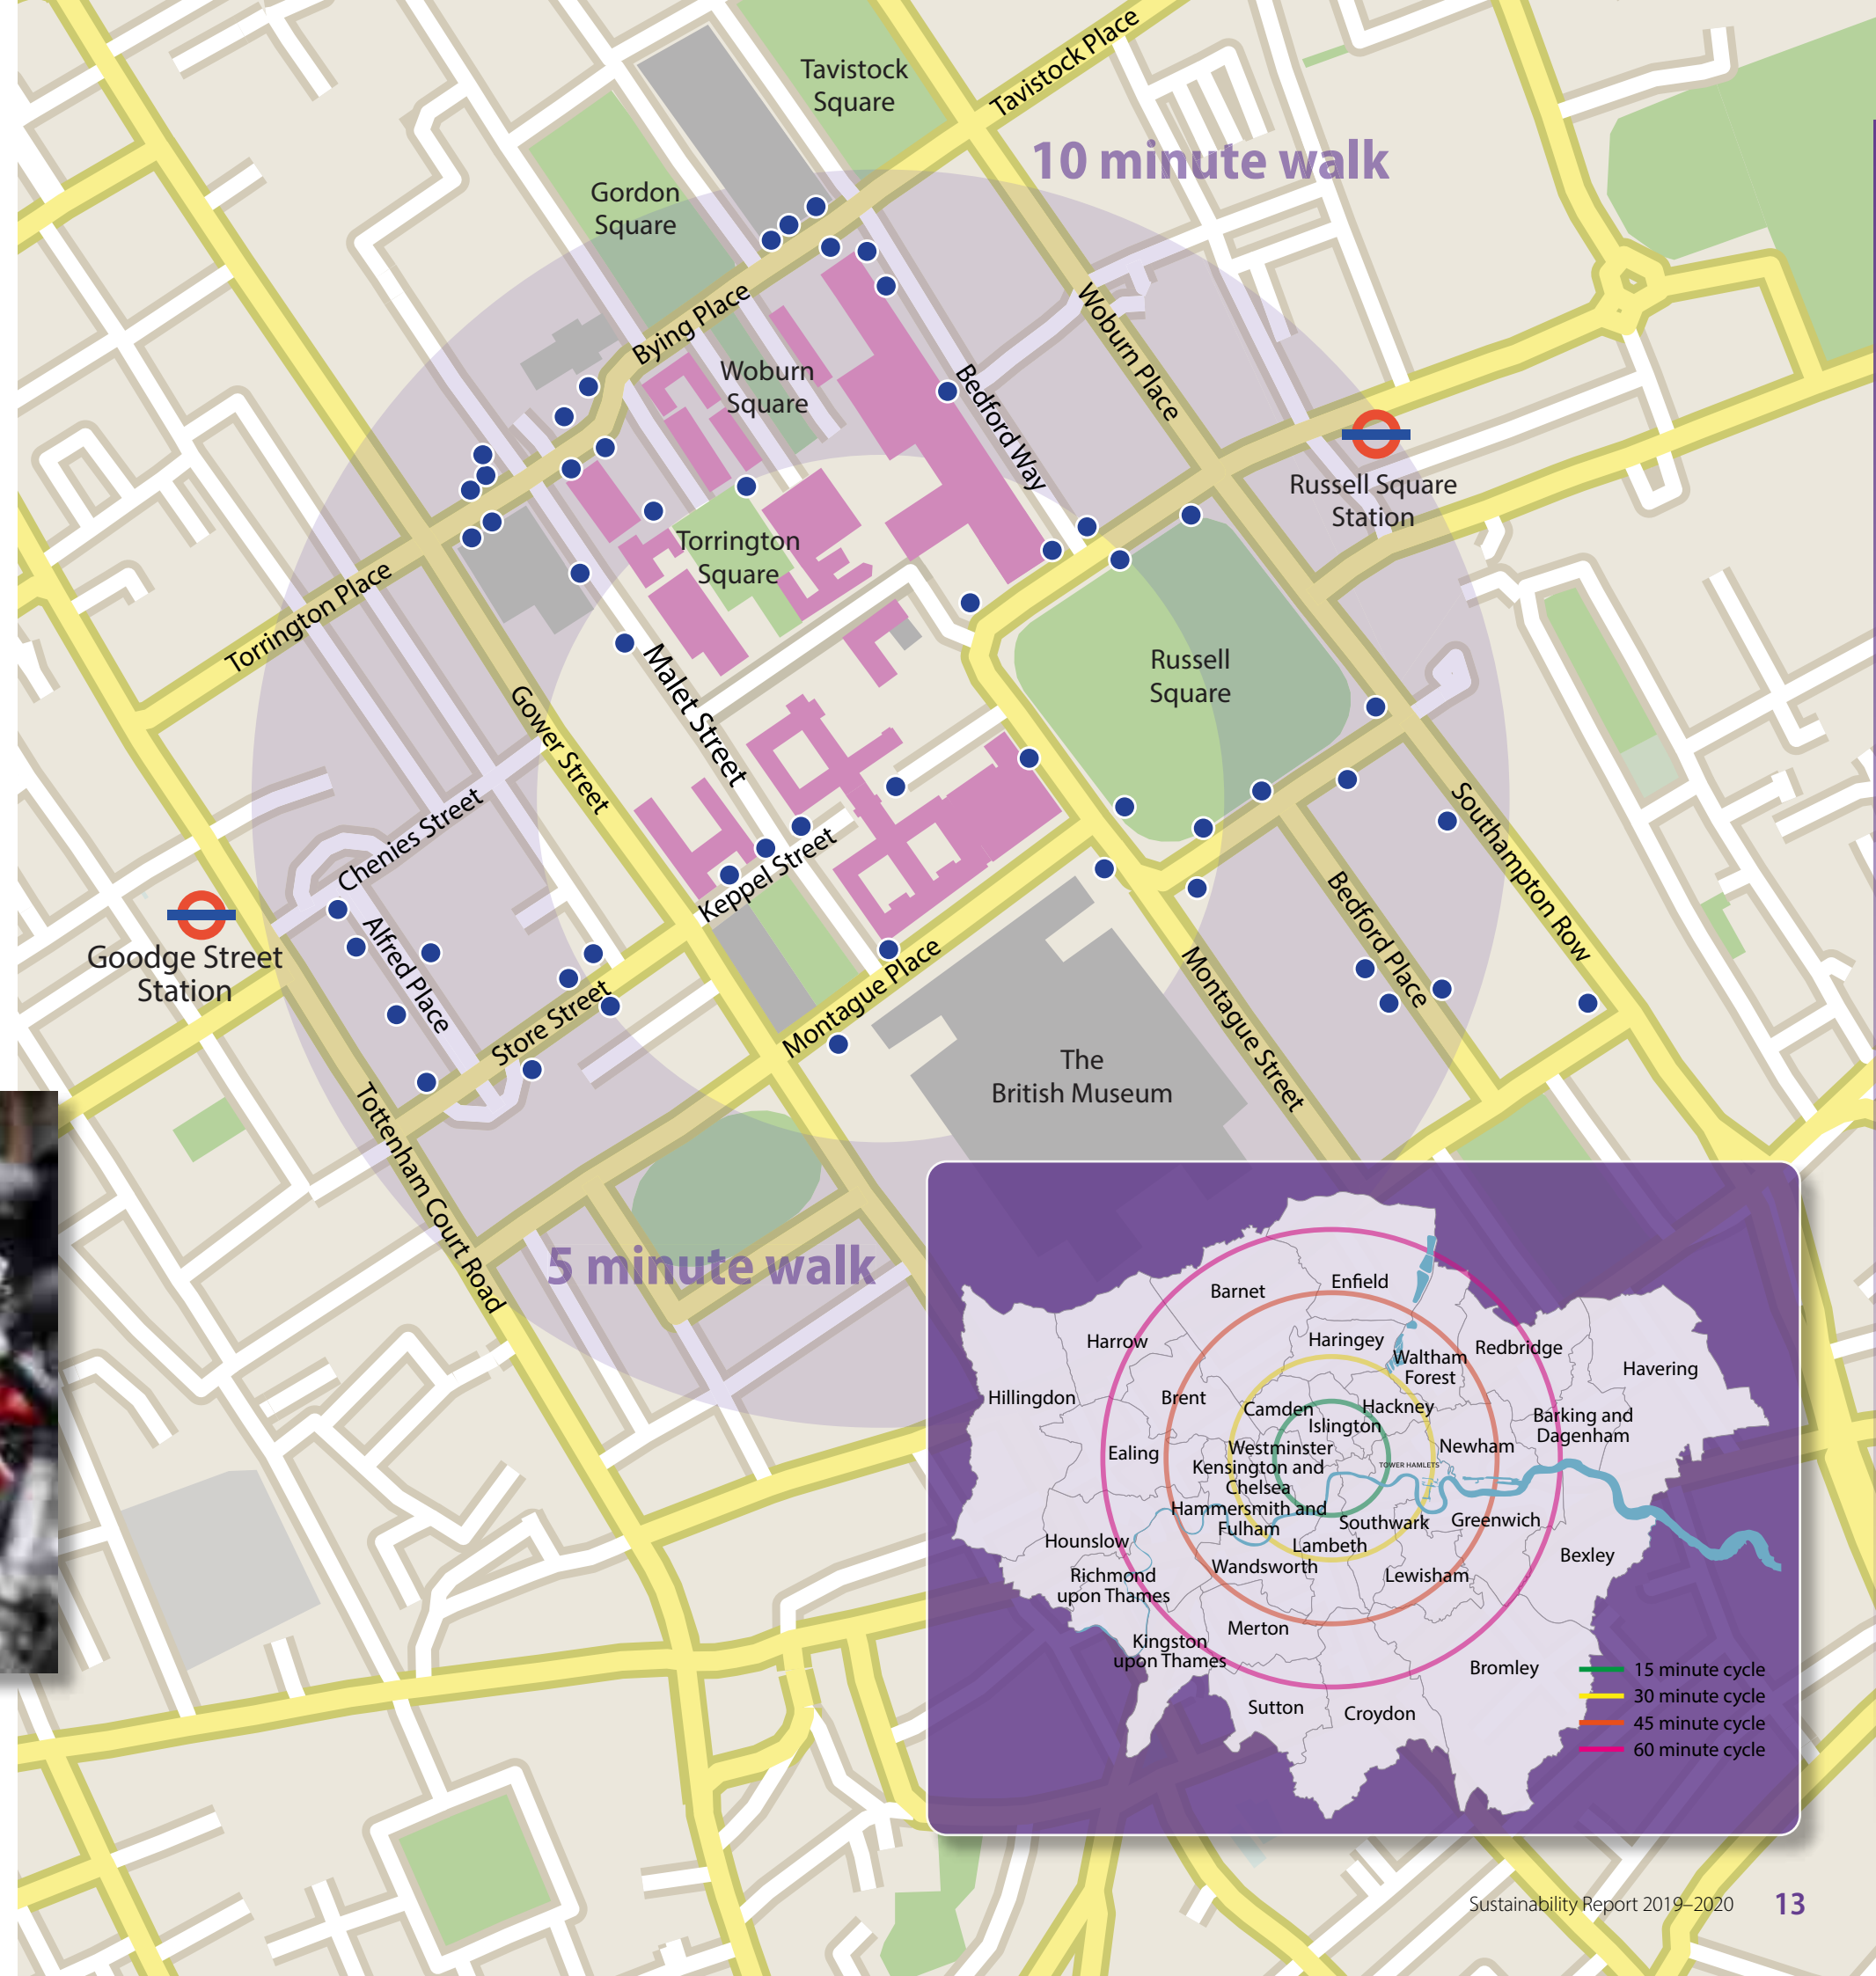 Tavistock
Square
Tavistock Place
10 minute walk
Gordon
Square
Bying Place
Woburn
Square
Woburn Place
Bedford Way
Russell Square
Station
Torrington
Square
Torrington Place
Malet Street
Gower Street
Russell
Square
Chenies Street
Keppel Street
Southampton Row
Bedford Place
Goodge Street
Station
Alfred Place
Store Street
Montague Place
Montague Street
The
British Museum
Tottenham Court Road
5 minute walk
Barnet
Enfield
Harrow
Haringey
Waltham
Forest
Redbridge
Havering
Hillingdon
Brent
Camden
Hackney
Islington
Barking and
Dagenham
Ealing
Westminster
Newham
Kensington and
Chelsea
TOWER HAMLETS
Hammersmith and
Fulham
Southwark
Greenwich
Hounslow
Lambeth
Bexley
Wandsworth
Richmond
upon Thames
Lewisham
Merton
Kingston
upon Thames
Bromley
Sutton
Croydon
15 minute cycle
30 minute cycle
45 minute cycle
60 minute cycle
Sustainability Report 2019–2020 13